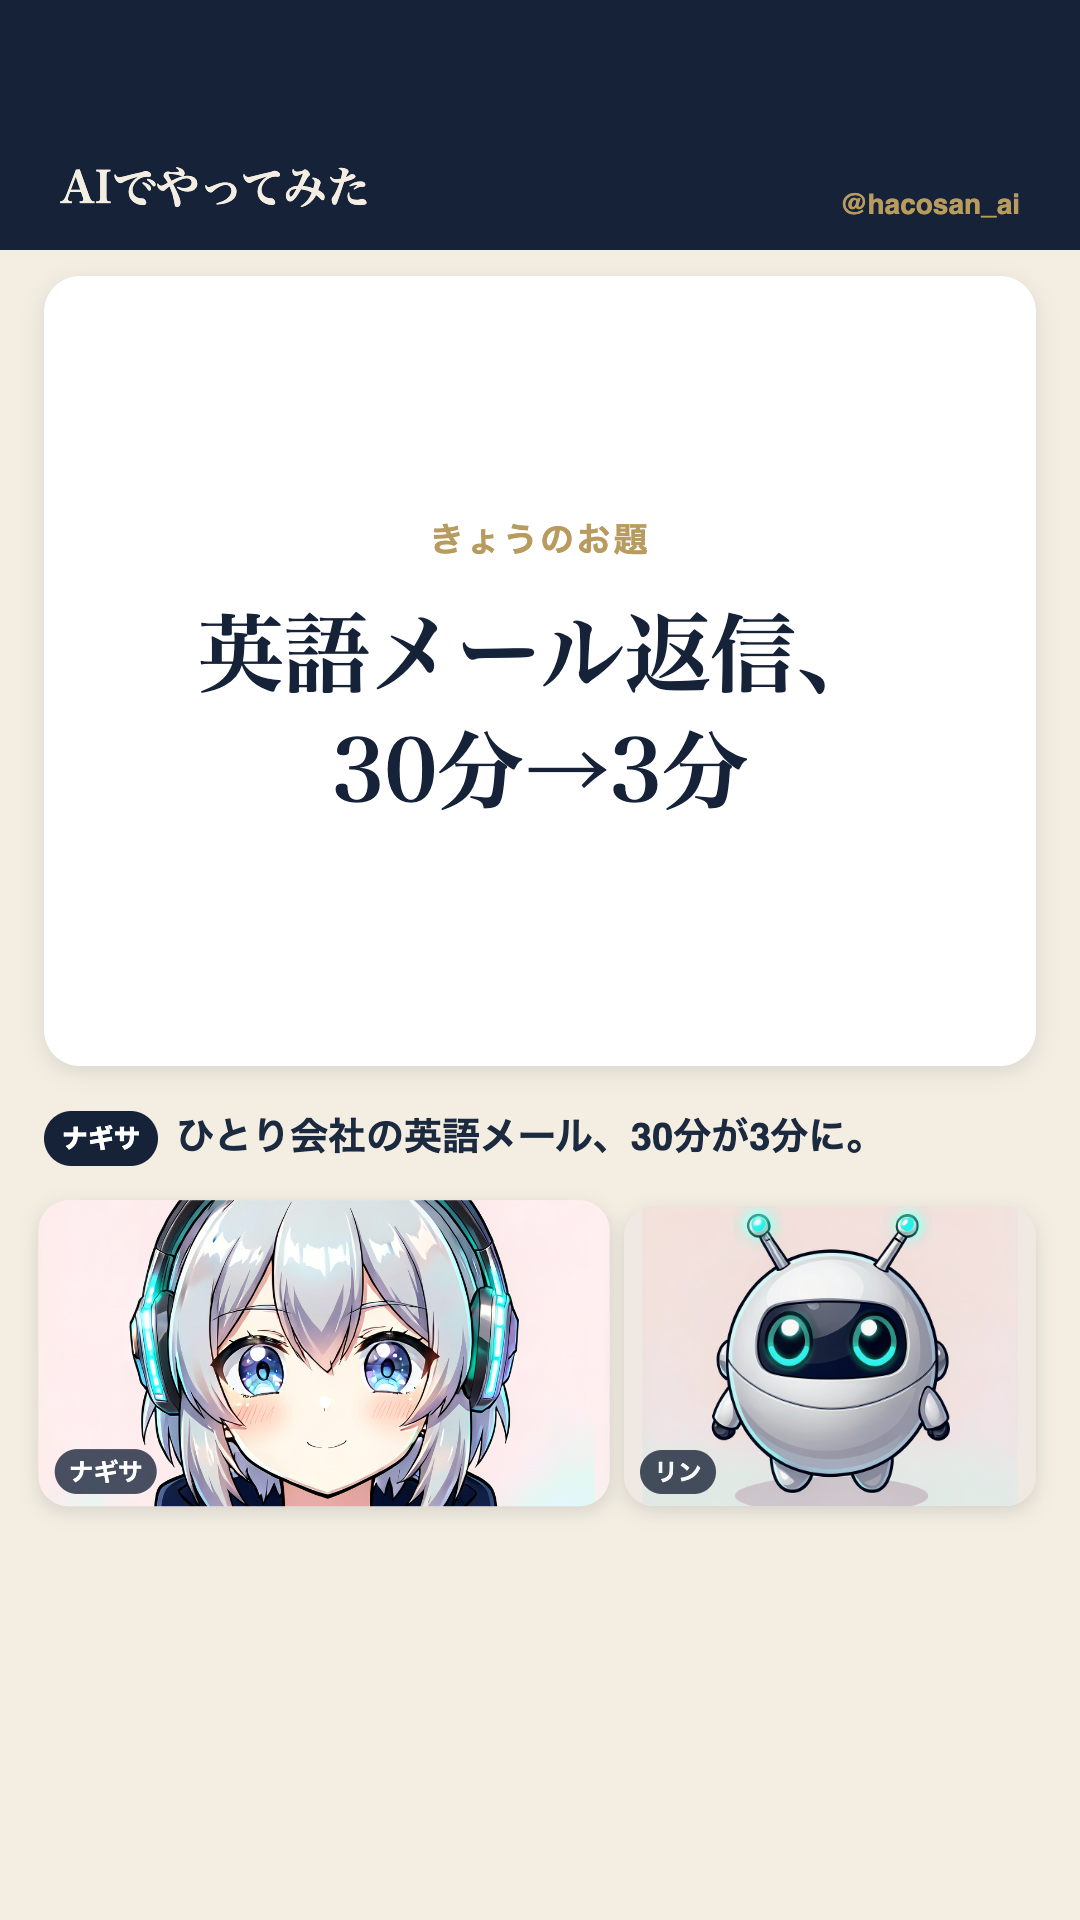 AIでやってみた
@hacosan_ai
きょうのお題
英語メール返信、
30分→3分
ナギサ ひとり会社の英語メール、30分が3分に。
ナギサ
リン